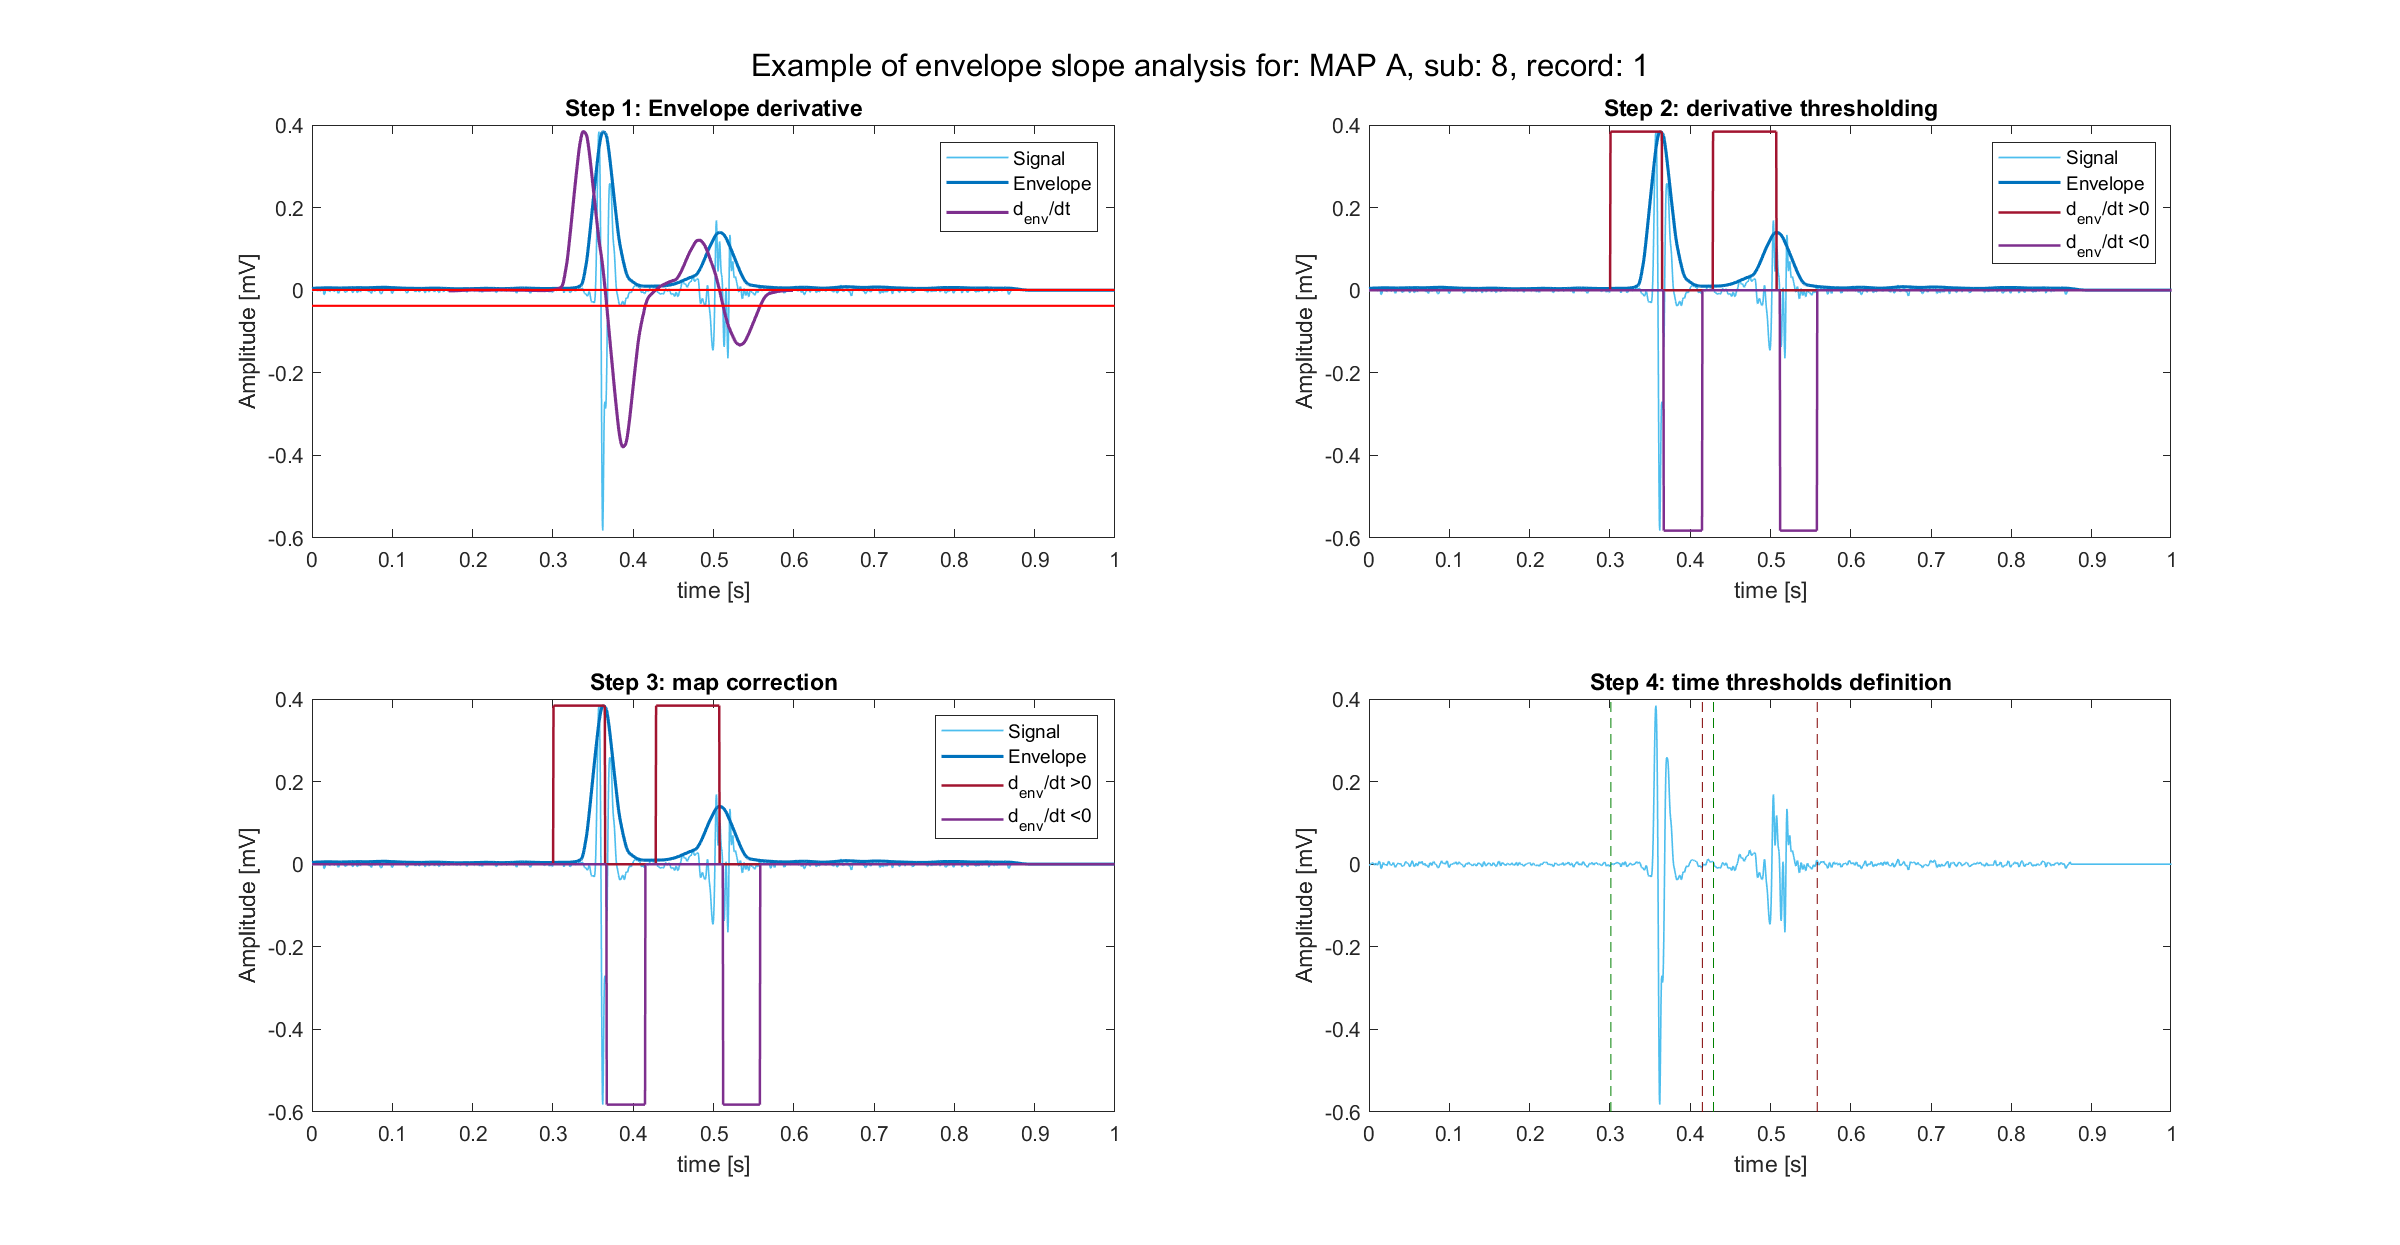 Example of envelope slope analysis for: MAP A, sub: 8, record: 1
Step 1: Envelope derivative
Amplitude [mV]
0.4
0.2
0
-0.2
-0.4
-0.6
0 0.1 0.2 0.3 0.4 0.5 0.6 0.7 0.8 0.9 1
time [s]
Signal
Envelope
d_env/dt
Step 2: derivative thresholding
Amplitude [mV]
0.4
0.2
0
-0.2
-0.4
-0.6
0 0.1 0.2 0.3 0.4 0.5 0.6 0.7 0.8 0.9 1
time [s]
Signal
Envelope
d_env/dt >0
d_env/dt <0
Step 3: map correction
Amplitude [mV]
0.4
0.2
0
-0.2
-0.4
-0.6
0 0.1 0.2 0.3 0.4 0.5 0.6 0.7 0.8 0.9 1
time [s]
Signal
Envelope
d_env/dt >0
d_env/dt <0
Step 4: time thresholds definition
Amplitude [mV]
0.4
0.2
0
-0.2
-0.4
-0.6
0 0.1 0.2 0.3 0.4 0.5 0.6 0.7 0.8 0.9 1
time [s]